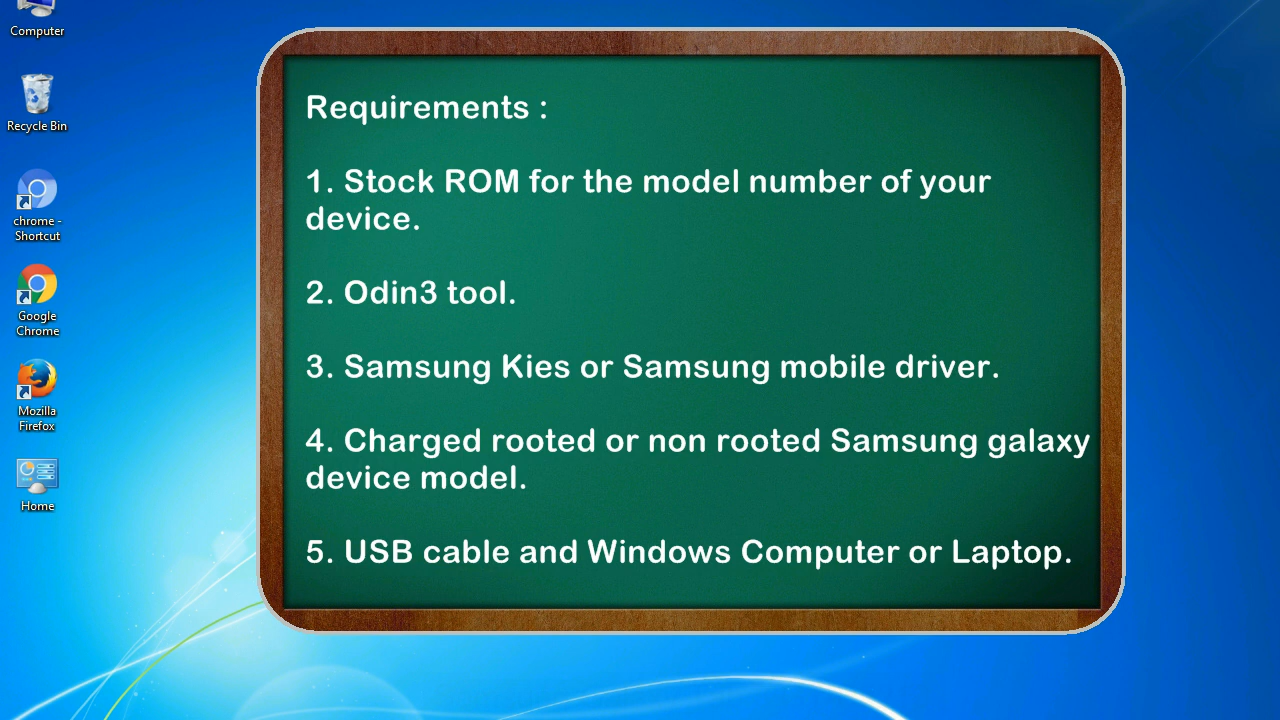 Computer
Recycle Bin
chrome -
Shortcut
Google
Chrome
Mozilla
Firefox
Home
Requirements :
1. Stock ROM for the model number of your
device.
2. Odin3 tool.
3. Samsung Kies or Samsung mobile driver.
4. Charged rooted or non rooted Samsung galaxy
device model.
5. USB cable and Windows Computer or Laptop.